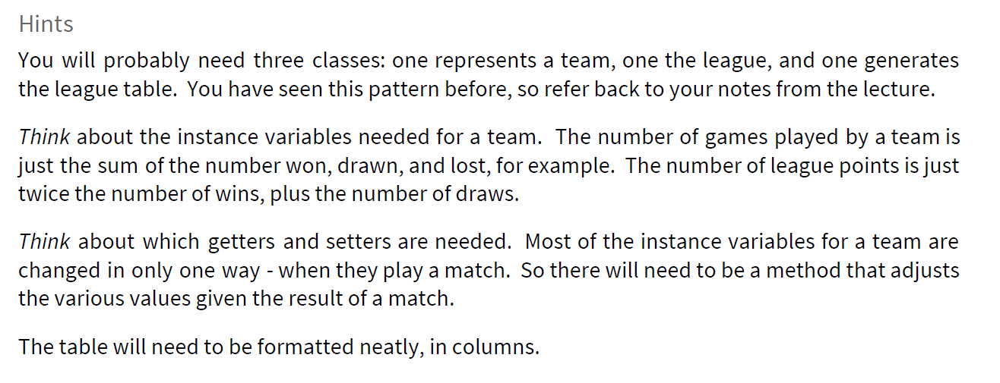 Hints
You will probably need three classes: one represents a team, one the league, and one generates
the league table.  You have seen this pattern before, so refer back to your notes from the lecture.
Think about the instance variables needed for a team.  The number of games played by a team is
just the sum of the number won, drawn, and lost, for example.  The number of league points is just
twice the number of wins, plus the number of draws.
Think about which getters and setters are needed.  Most of the instance variables for a team are
changed in only one way - when they play a match.  So there will need to be a method that adjusts
the various values given the result of a match.
The table will need to be formatted neatly, in columns.